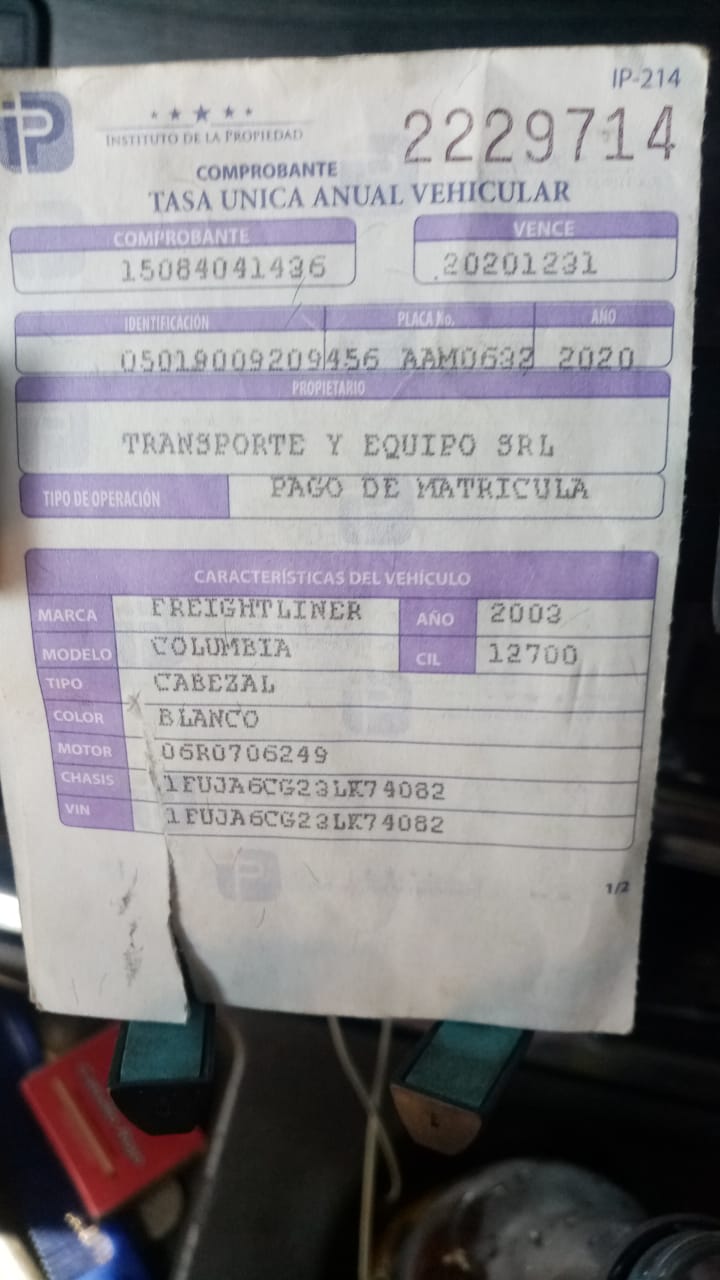 IP-214
IP
INSTITUTO DE LA PROPIEDAD
2229714
COMPROBANTE
TASA UNICA ANUAL VEHICULAR
COMPROBANTE
VENCE
15084041436
20201231
IDENTIFICACIÓN PLACA No. AÑO
05019009209456 AAM0632 2020
PROPIETARIO
TRANSPORTE Y EQUIPO SRL
TIPO DE OPERACIÓN PAGO DE MATRICULA
CARACTERÍSTICAS DEL VEHÍCULO
MARCA FREIGHTLINER AÑO 2003
MODELO COLUMBIA CIL 12700
TIPO CABEZAL
COLOR BLANCO
MOTOR 06R0706249
CHASIS 1FUJA6CG23LK74082
VIN 1FUJA6CG23LK74082
1/2